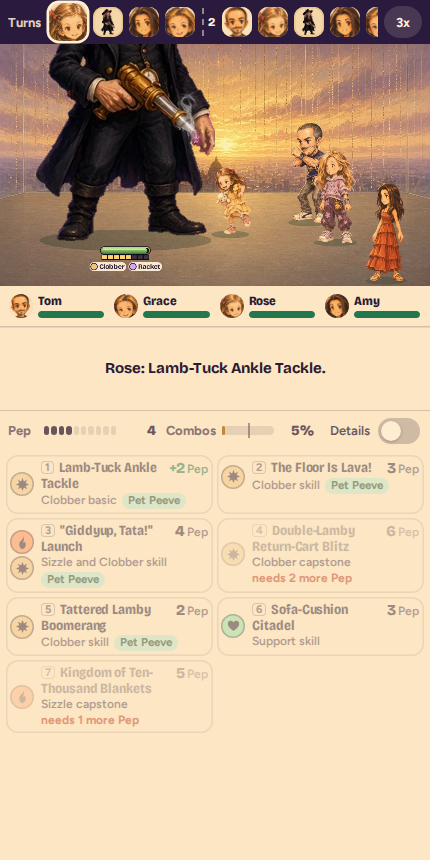 Turns
2
3x
Clobber Racket
Tom
Grace
Rose
Amy
Rose: Lamb-Tuck Ankle Tackle.
Pep 4 Combos 5% Details
1 Lamb-Tuck Ankle Tackle +2 Pep
Clobber basic Pet Peeve
2 The Floor Is Lava! 3 Pep
Clobber skill Pet Peeve
3 "Giddyup, Tata!" Launch 4 Pep
Sizzle and Clobber skill
Pet Peeve
4 Double-Lamby Return-Cart Blitz 6 Pep
Clobber capstone
needs 2 more Pep
5 Tattered Lamby Boomerang 2 Pep
Clobber skill Pet Peeve
6 Sofa-Cushion Citadel 3 Pep
Support skill
7 Kingdom of Ten-Thousand Blankets 5 Pep
Sizzle capstone
needs 1 more Pep